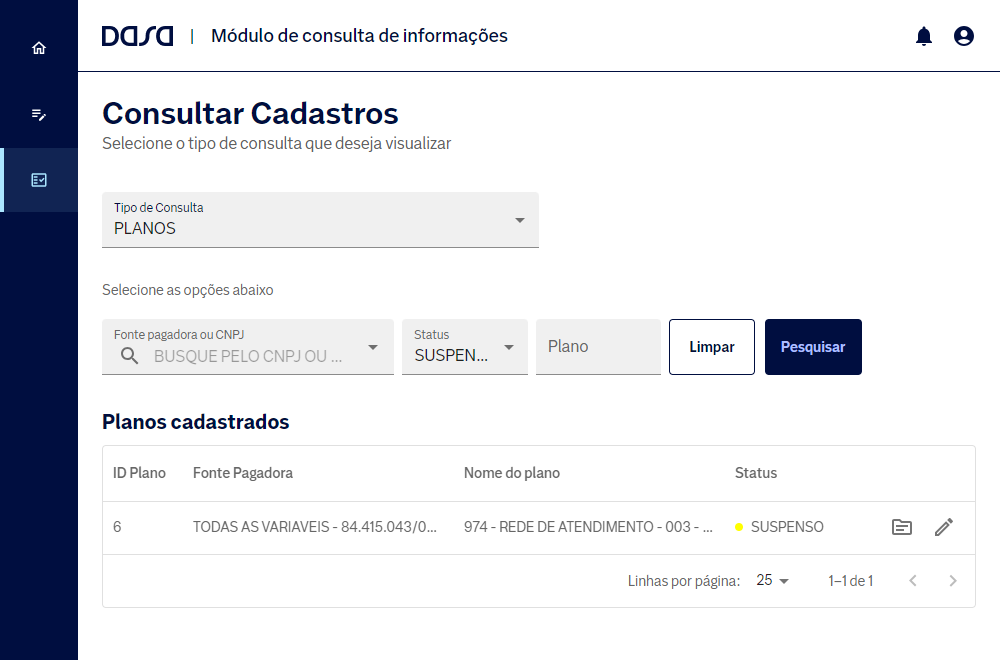 DASA | Módulo de consulta de informações
Consultar Cadastros
Selecione o tipo de consulta que deseja visualizar
Tipo de Consulta
PLANOS
Selecione as opções abaixo
Fonte pagadora ou CNPJ
BUSQUE PELO CNPJ OU ...
Status
SUSPEN...
Plano
Limpar
Pesquisar
Planos cadastrados
ID Plano Fonte Pagadora Nome do plano Status
6 TODAS AS VARIAVEIS - 84.415.043/0... 974 - REDE DE ATENDIMENTO - 003 - ... SUSPENSO
Linhas por página: 25 1–1 de 1